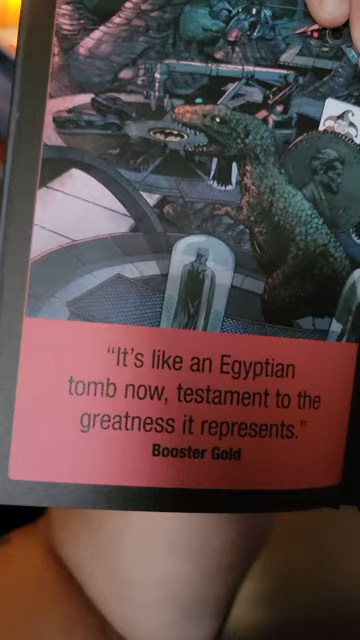 “It’s like an Egyptian
tomb now, testament to the
greatness it represents.”
Booster Gold